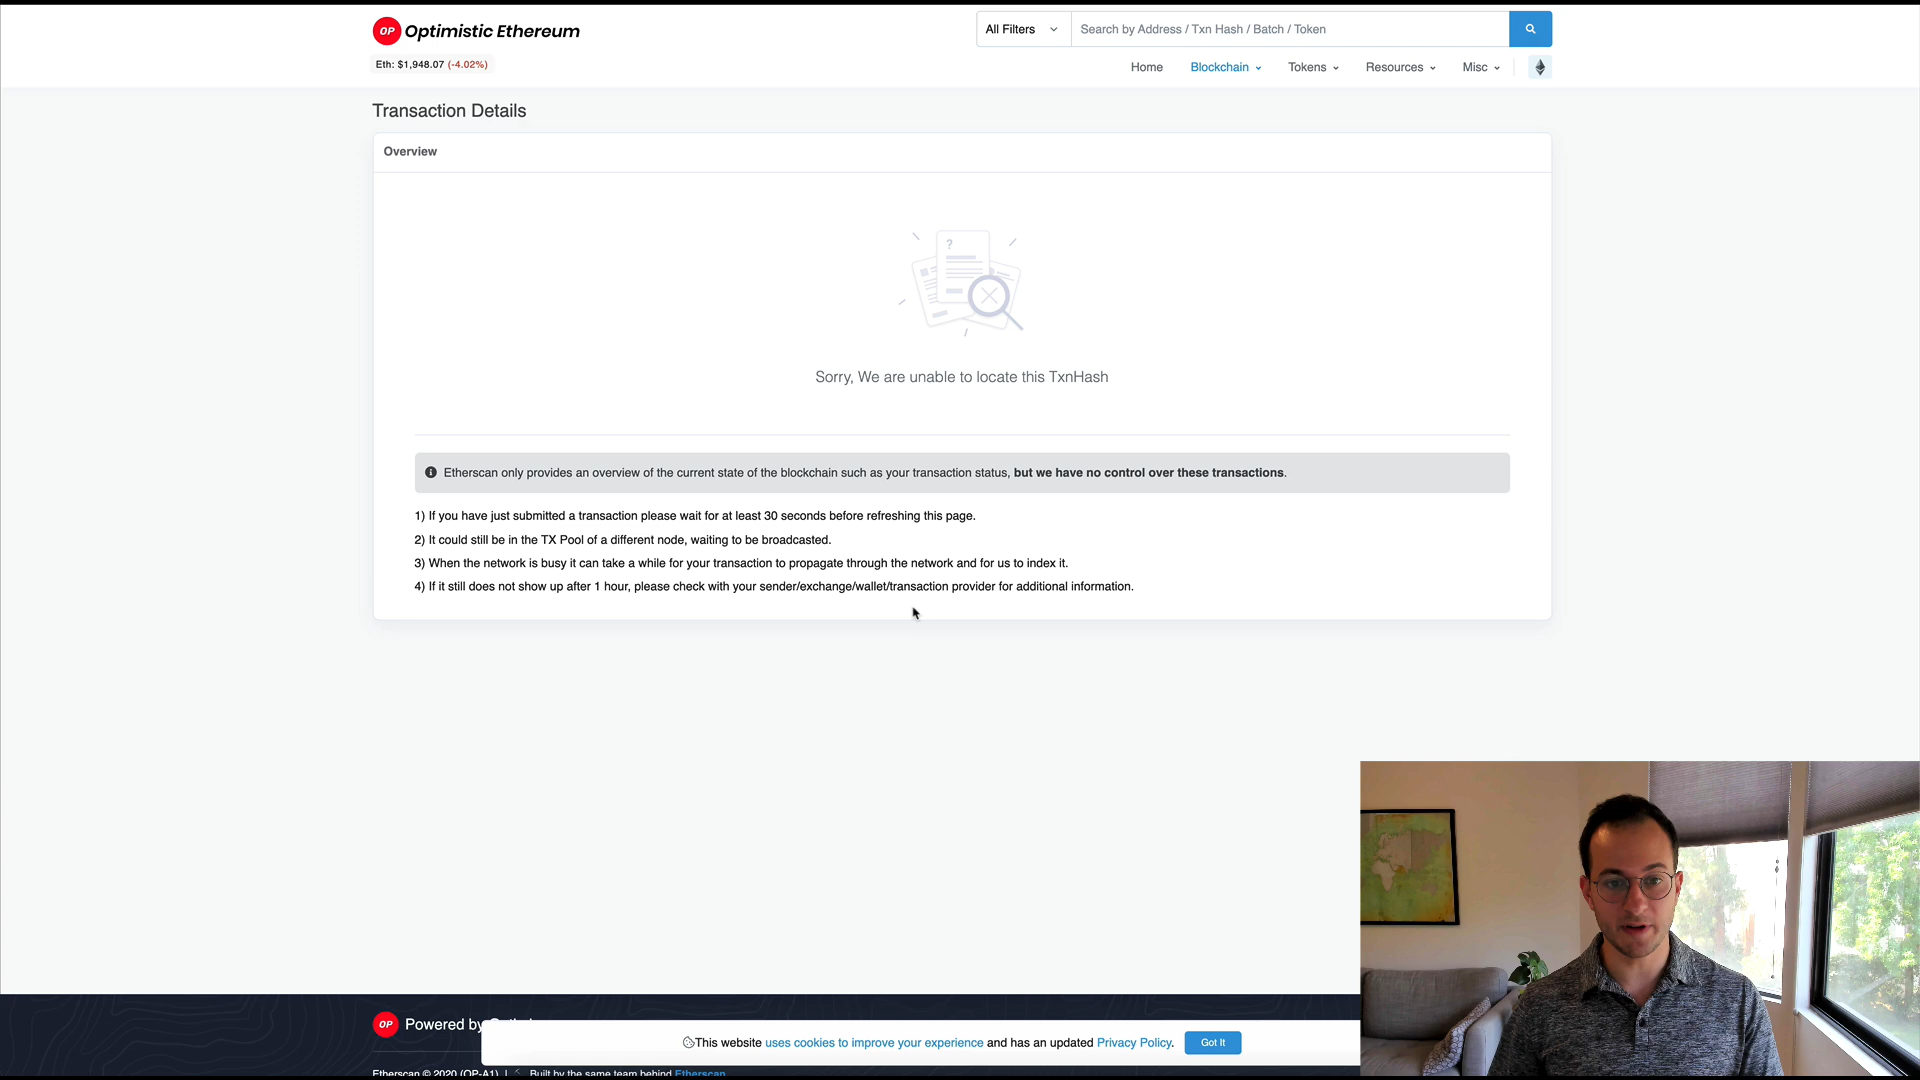 OP Optimistic Ethereum
All Filters
Search by Address / Txn Hash / Batch / Token
Eth: $1,948.07 (-4.02%)
Home
Blockchain
Tokens
Resources
Misc
Transaction Details
Overview
?
Sorry, We are unable to locate this TxnHash
Etherscan only provides an overview of the current state of the blockchain such as your transaction status, but we have no control over these transactions.
1) If you have just submitted a transaction please wait for at least 30 seconds before refreshing this page.
2) It could still be in the TX Pool of a different node, waiting to be broadcasted.
3) When the network is busy it can take a while for your transaction to propagate through the network and for us to index it.
4) If it still does not show up after 1 hour, please check with your sender/exchange/wallet/transaction provider for additional information.
OP Powered by
This website uses cookies to improve your experience and has an updated Privacy Policy.
Got It
Etherscan © 2020 (OP-A1) | Built by the same team behind Etherscan